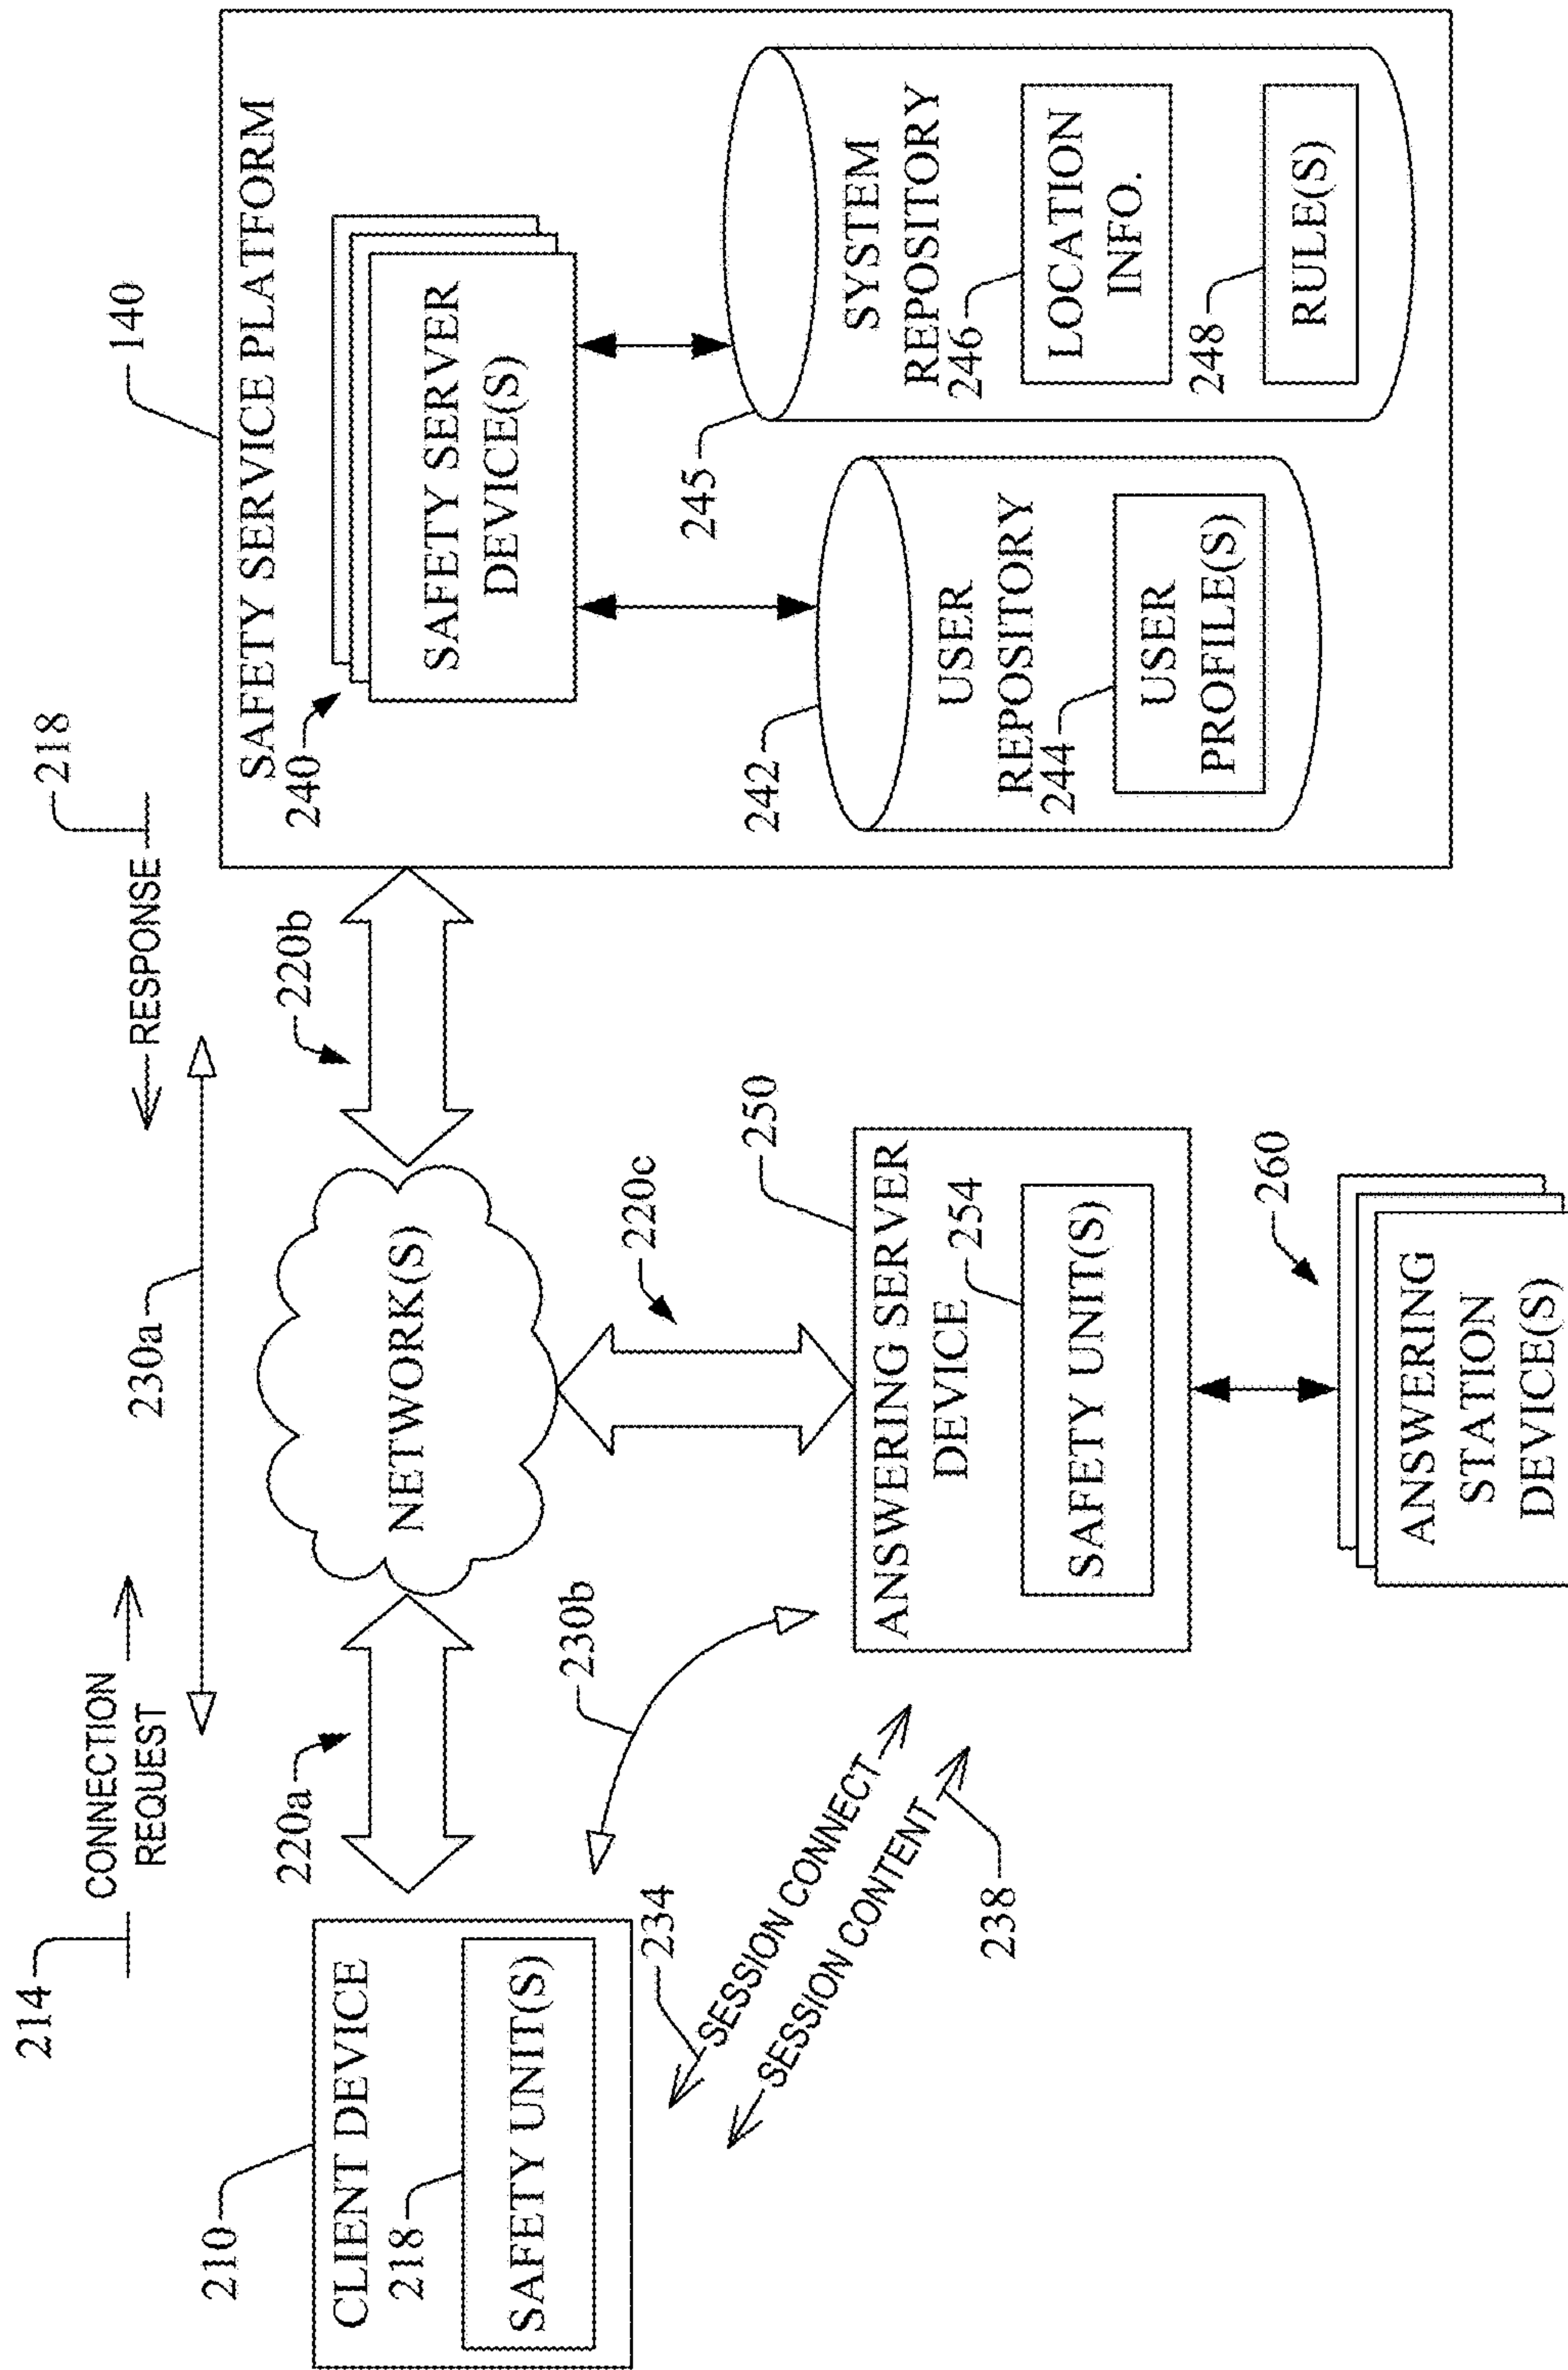 214
CONNECTION
REQUEST
230a
RESPONSE
218
140
210
CLIENT DEVICE
218
SAFETY UNIT(S)
220a
NETWORK(S)
220b
SAFETY SERVICE PLATFORM
240
SAFETY SERVER
DEVICE(S)
230b
220c
234
SESSION CONNECT
SESSION CONTENT
238
250
ANSWERING SERVER
DEVICE
254
SAFETY UNIT(S)
260
ANSWERING
STATION
DEVICE(S)
242
USER
REPOSITORY
244
USER
PROFILE(S)
245
SYSTEM
REPOSITORY
246
LOCATION
INFO.
248
RULE(S)